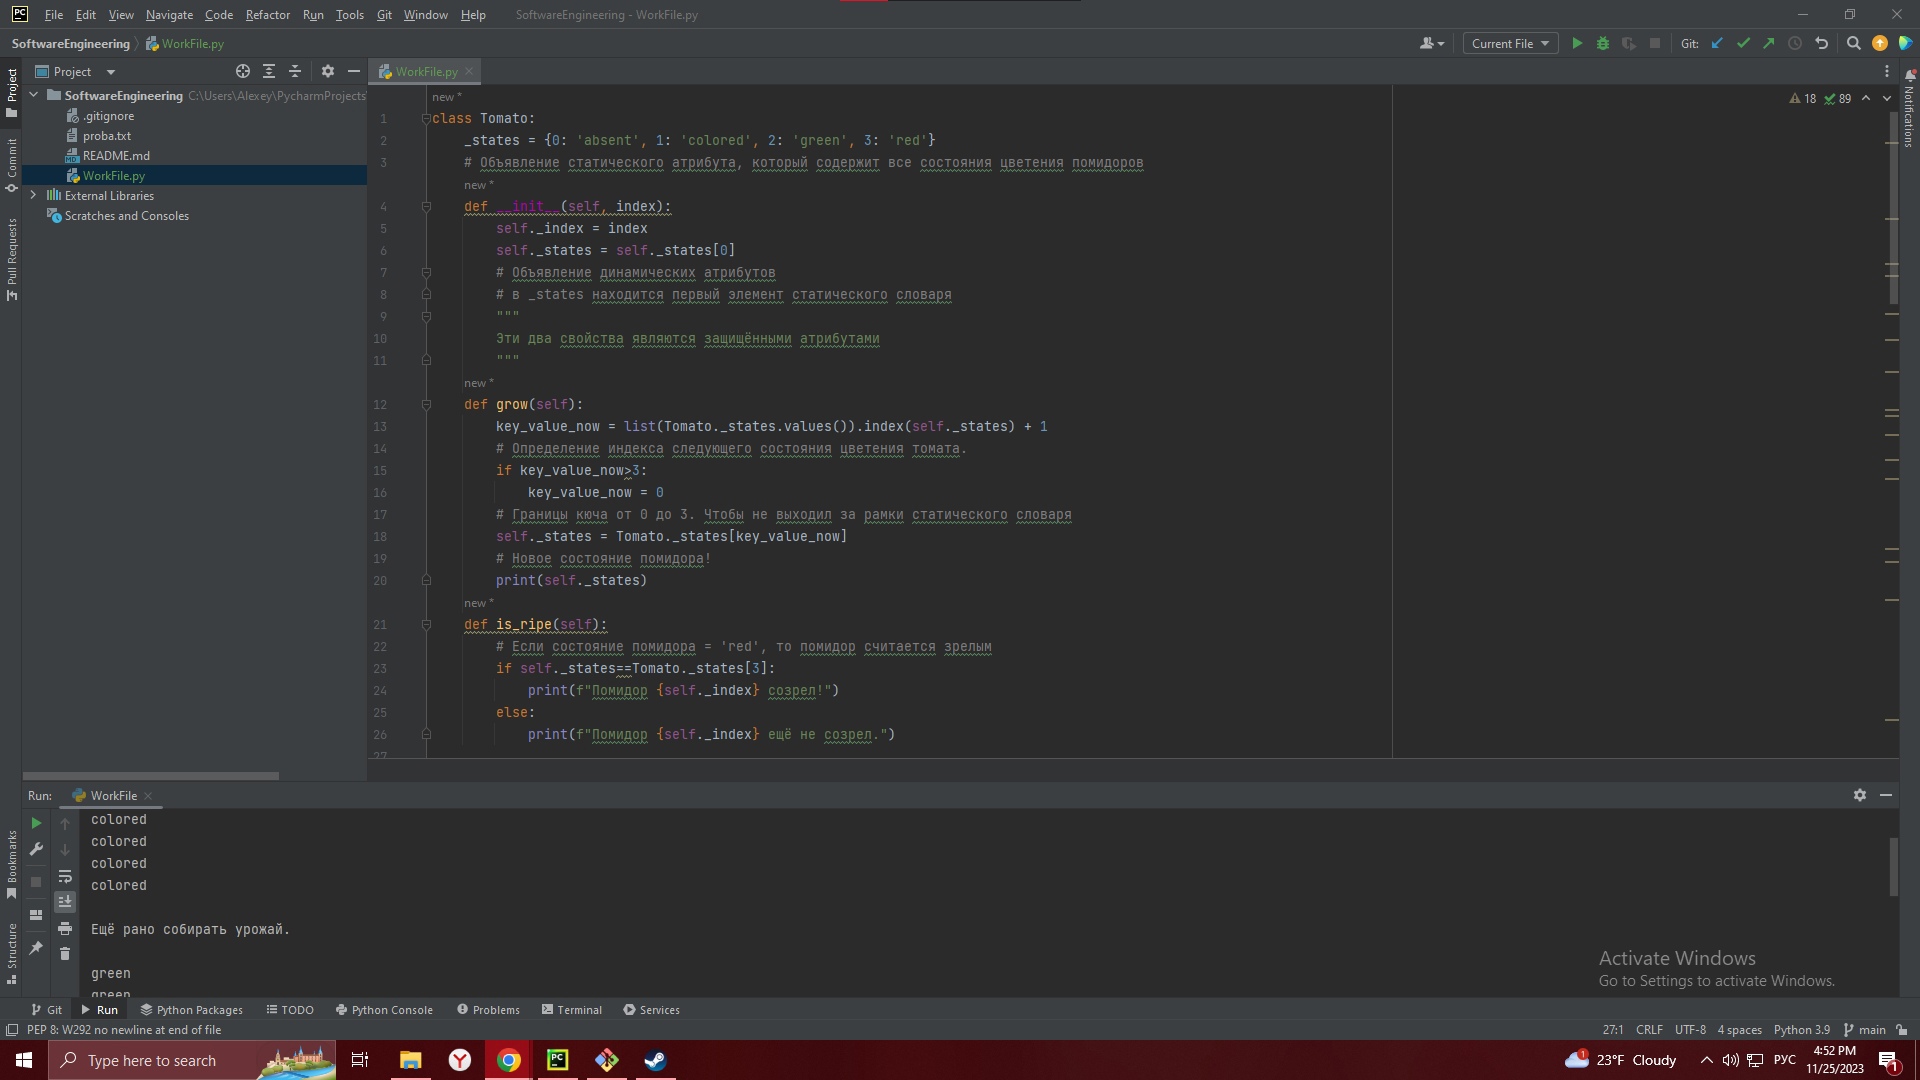 PC File Edit View Navigate Code Refactor Run Tools Git Window Help SoftwareEngineering - WorkFile.py
SoftwareEngineering WorkFile.py Current File Git:
Project
WorkFile.py
SoftwareEngineering C:\Users\Alexey\PycharmProjects
.gitignore
proba.txt
README.md
WorkFile.py
External Libraries
Scratches and Consoles
Project
Commit
Pull Requests
Bookmarks
Structure
Notifications
18 89
new *
1 class Tomato:
2 _states = {0: 'absent', 1: 'colored', 2: 'green', 3: 'red'}
3 # Объявление статического атрибута, который содержит все состояния цветения помидоров
new *
4 def __init__(self, index):
5 self._index = index
6 self._states = self._states[0]
7 # Объявление динамических атрибутов
8 # в _states находится первый элемент статического словаря
9 """
10 Эти два свойства являются защищёнными атрибутами
11 """
new *
12 def grow(self):
13 key_value_now = list(Tomato._states.values()).index(self._states) + 1
14 # Определение индекса следующего состояния цветения томата.
15 if key_value_now>3:
16 key_value_now = 0
17 # Границы кюча от 0 до 3. Чтобы не выходил за рамки статического словаря
18 self._states = Tomato._states[key_value_now]
19 # Новое состояние помидора!
20 print(self._states)
new *
21 def is_ripe(self):
22 # Если состояние помидора = 'red', то помидор считается зрелым
23 if self._states==Tomato._states[3]:
24 print(f"Помидор {self._index} созрел!")
25 else:
26 print(f"Помидор {self._index} ещё не созрел.")
27
Run: WorkFile
colored
colored
colored
colored
Ещё рано собирать урожай.
green
green
Activate Windows
Go to Settings to activate Windows.
Git Run Python Packages TODO Python Console Problems Terminal Services
PEP 8: W292 no newline at end of file 27:1 CRLF UTF-8 4 spaces Python 3.9 main
Type here to search
PC
1 23°F Cloudy РУС 4:52 PM
11/25/2023 1